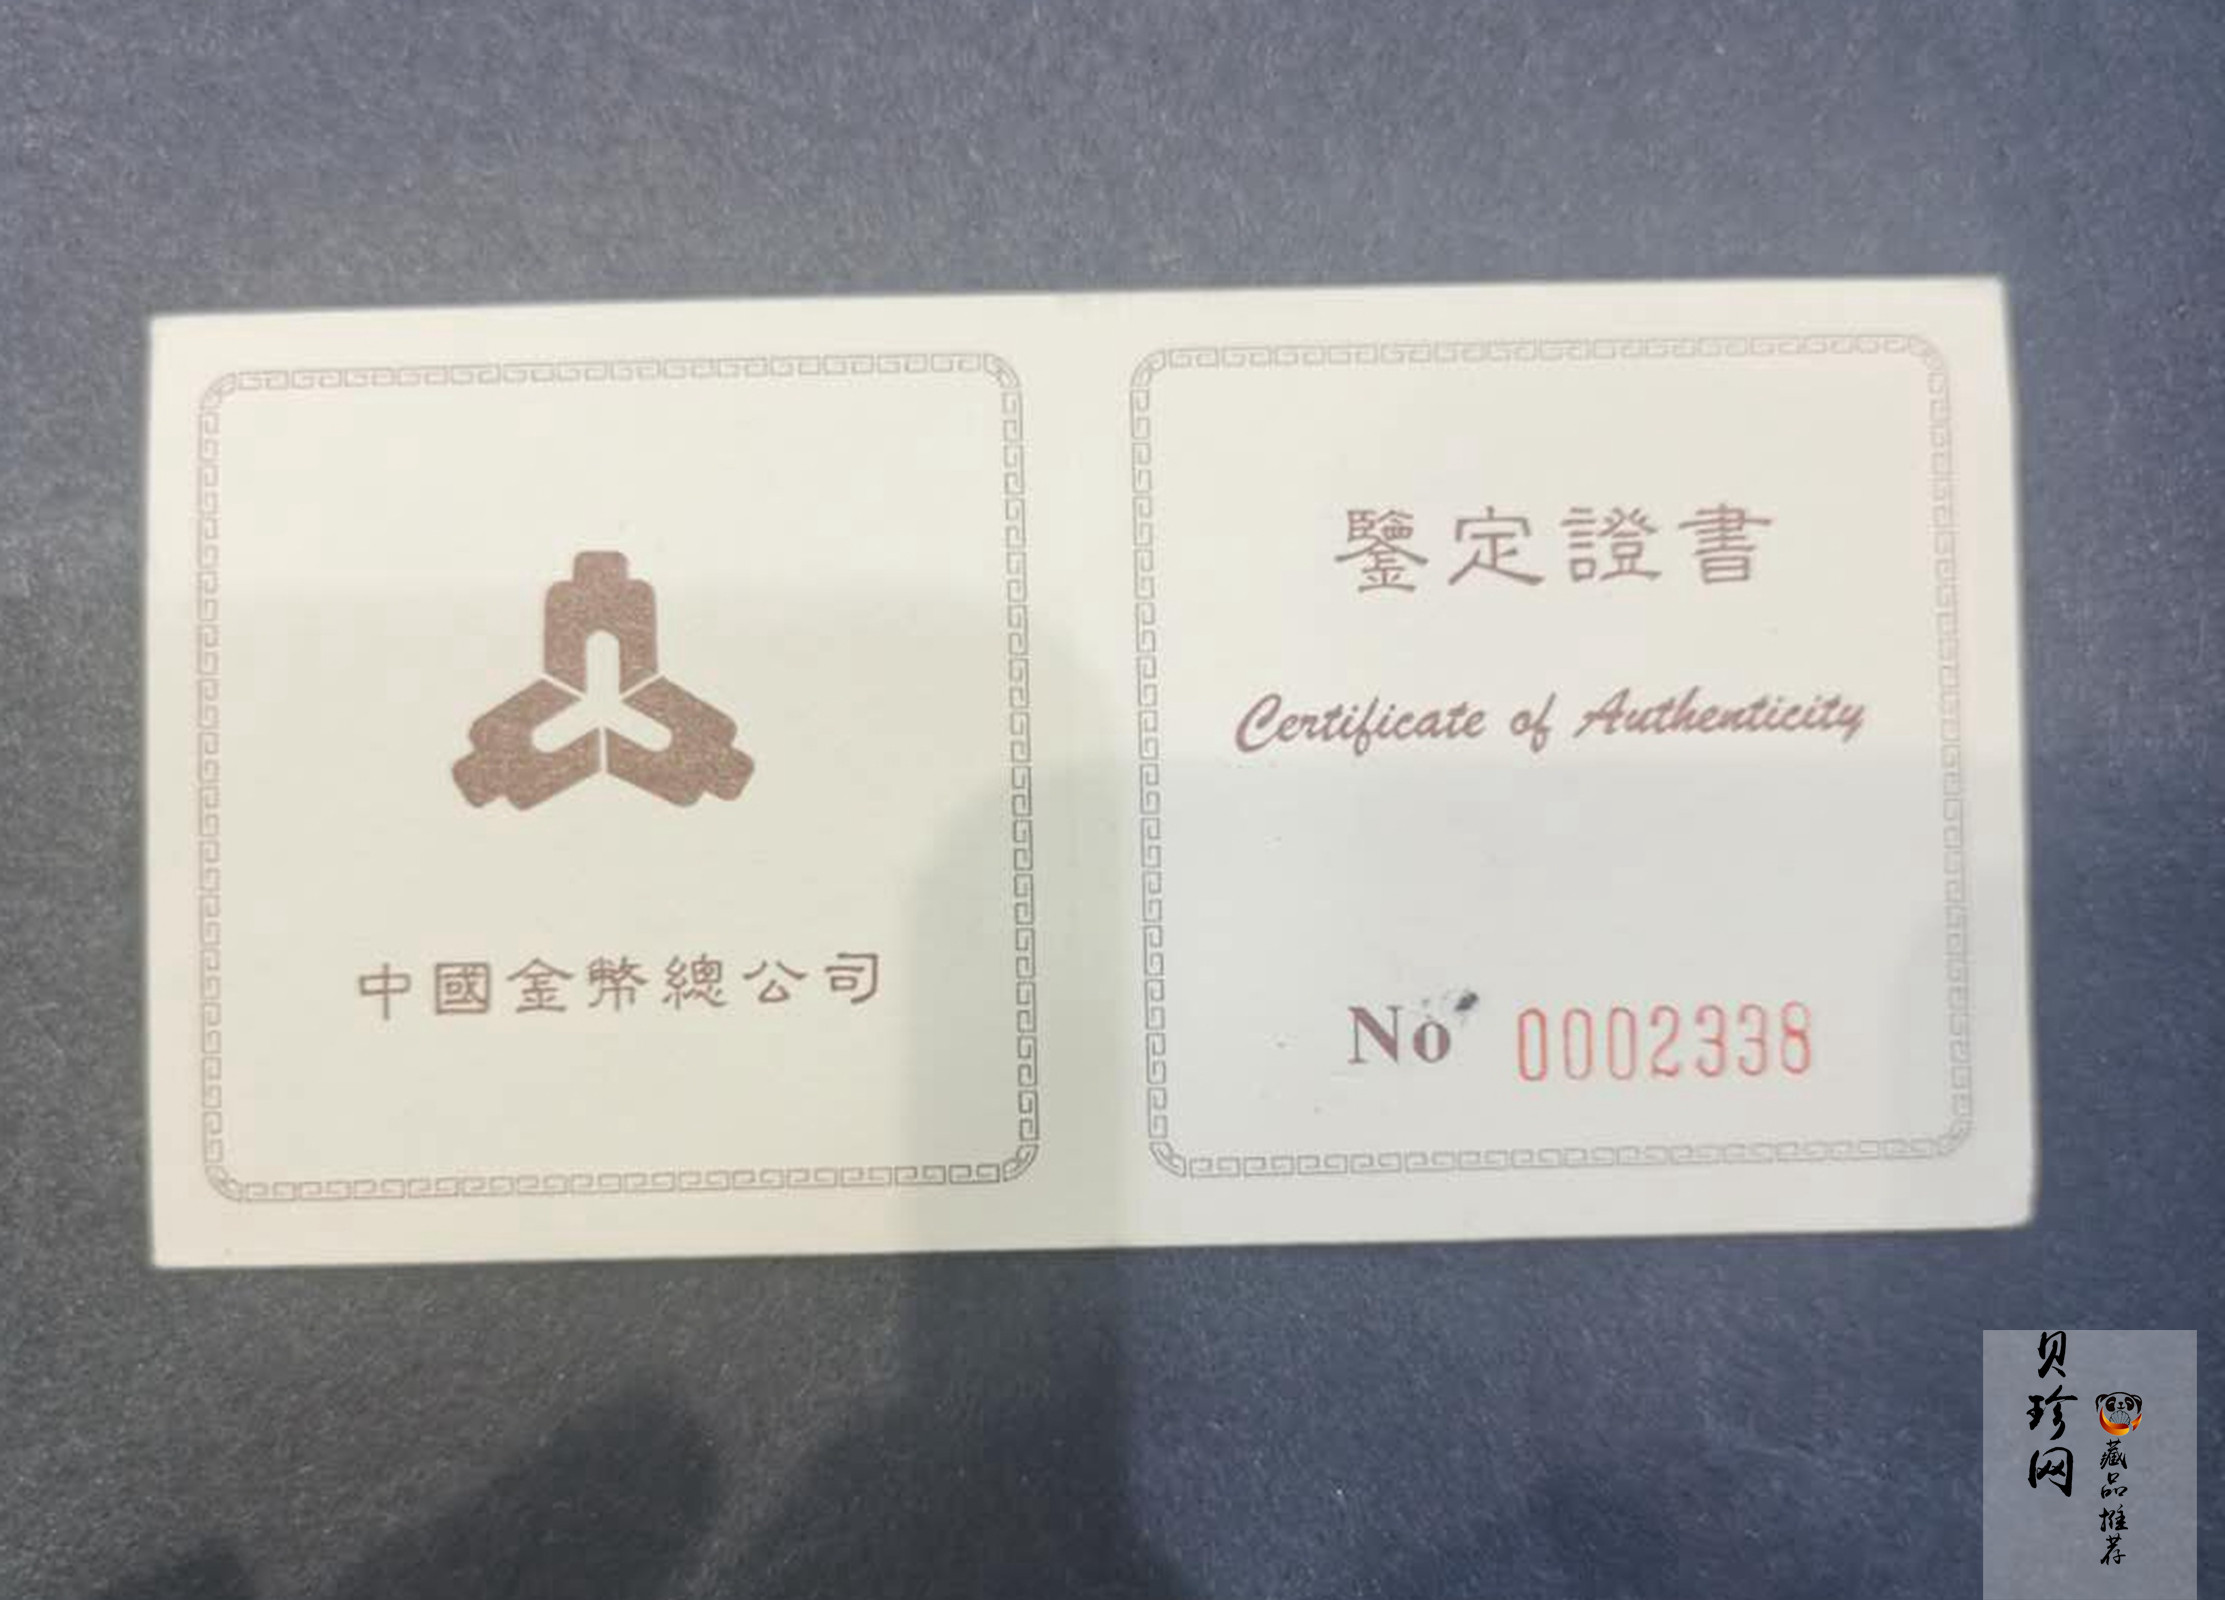 中國金幣總公司
鑒定證書
Certificate of Authenticity
No 0002338
贝珍网
藏品推荐